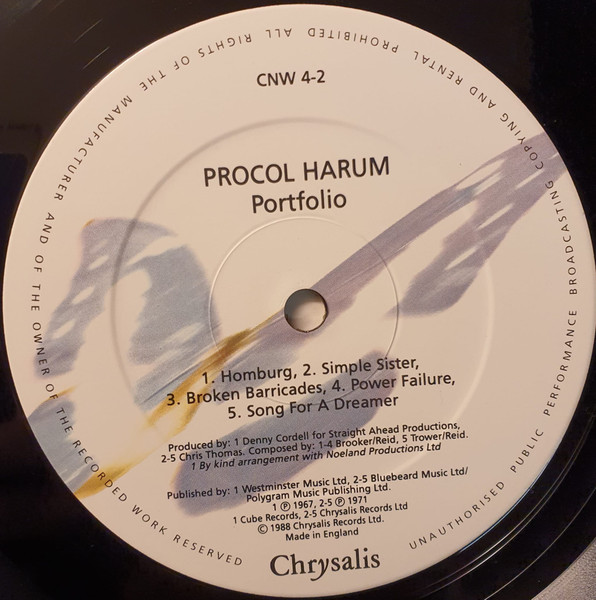 CNW 4-2
PROCOL HARUM
Portfolio
1. Homburg, 2. Simple Sister,
3. Broken Barricades, 4. Power Failure,
5. Song For A Dreamer
Produced by: 1 Denny Cordell for Straight Ahead Productions,
2-5 Chris Thomas. Composed by: 1-4 Brooker/Reid, 5 Trower/Reid.
1 By kind arrangement with Noeland Productions Ltd
Published by: 1 Westminster Music Ltd, 2-5 Bluebeard Music Ltd/
Polygram Music Publishing Ltd.
1 ℗ 1967, 2-5 ℗ 1971
1 Cube Records, 2-5 Chrysalis Records Ltd
© 1988 Chrysalis Records Ltd.
Made in England
Chrysalis
ALL RIGHTS OF THE MANUFACTURER AND OF THE OWNER OF THE RECORDED WORK RESERVED
UNAUTHORISED PUBLIC PERFORMANCE BROADCASTING COPYING AND RENTAL PROHIBITED